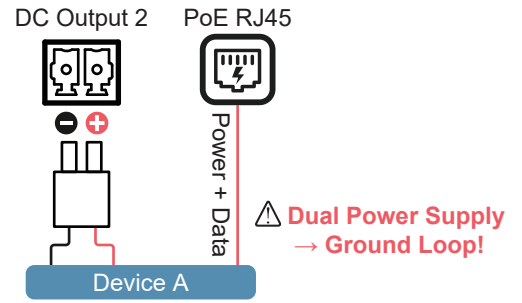 DC Output 2
PoE RJ45
Power + Data
⚠ Dual Power Supply
→ Ground Loop!
Device A